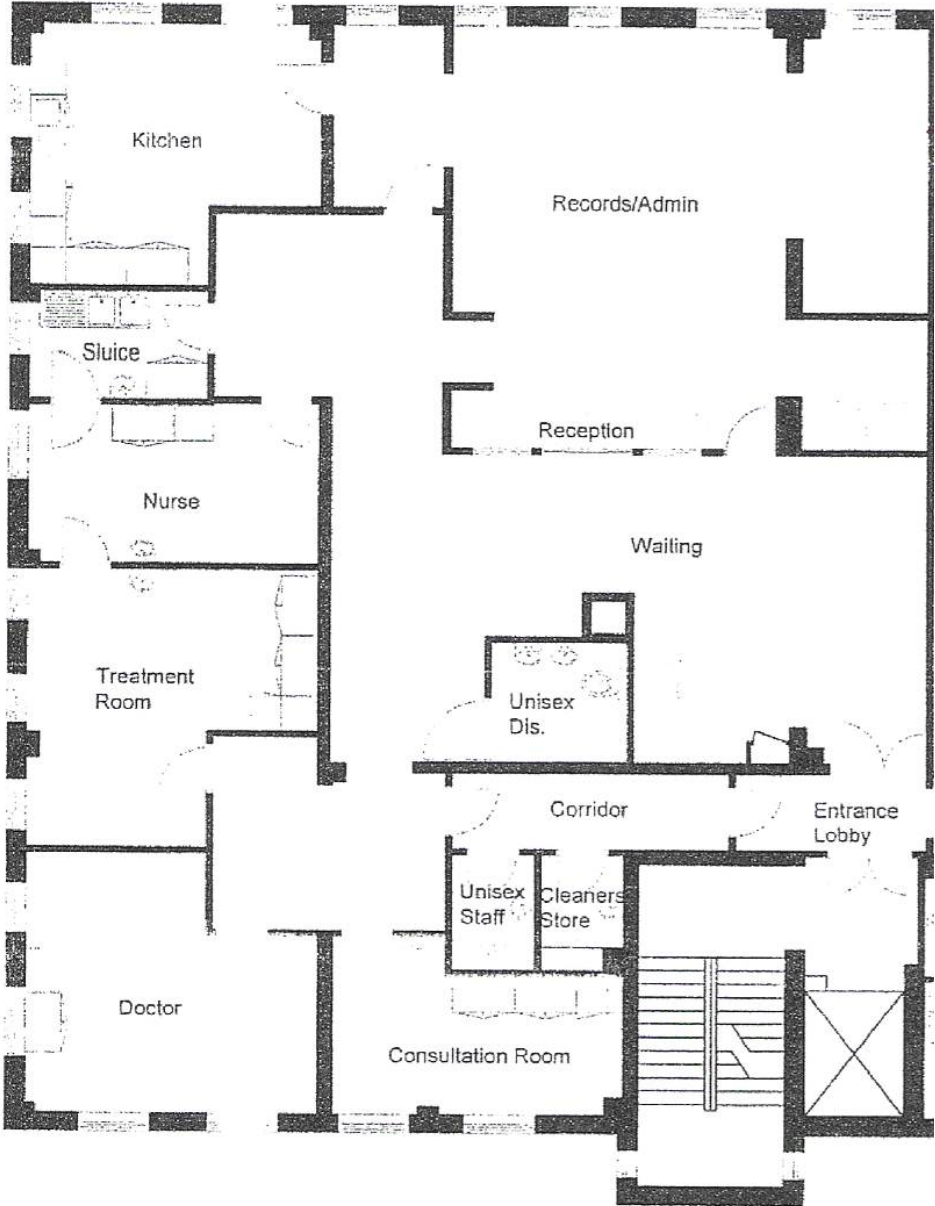 Kitchen
Records/Admin
Sluice
Reception
Nurse
Waiting
Treatment
Room
Unisex
Dis.
Corridor
Entrance
Lobby
Unisex
Staff
Cleaners
Store
Doctor
Consultation Room